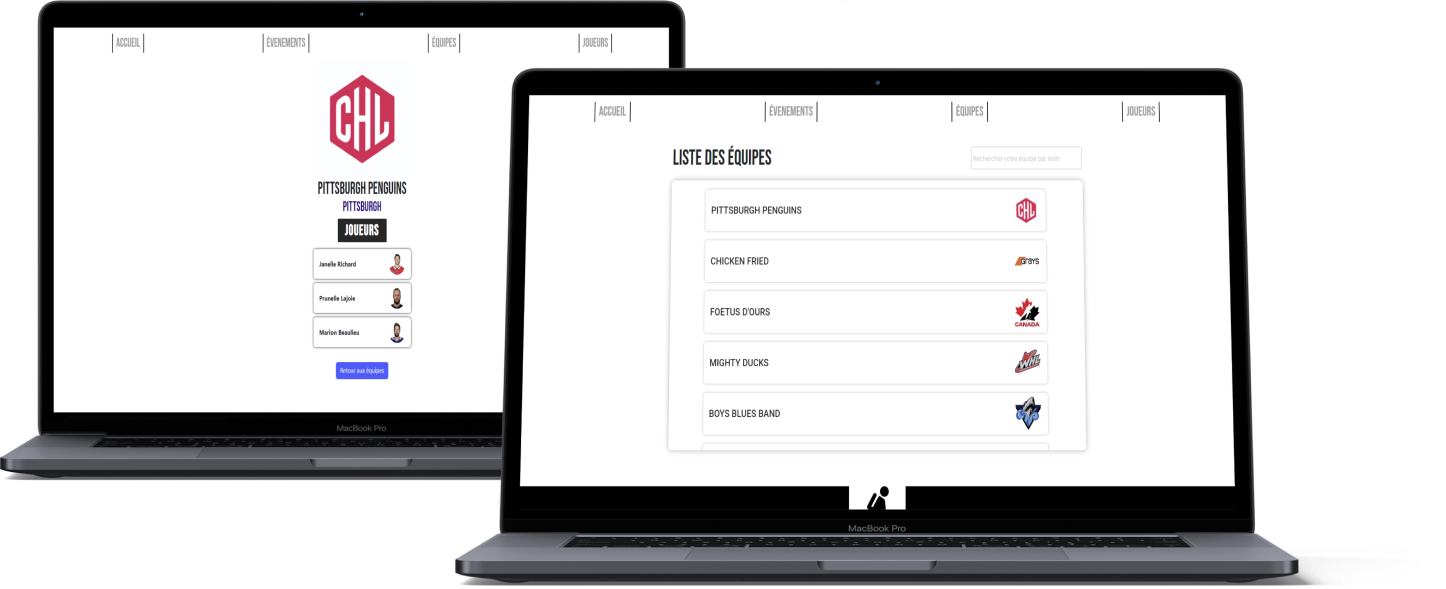 ACCUEIL
ÉVENEMENTS
ÉQUIPES
JOUEURS
CHL
PITTSBURGH PENGUINS
PITTSBURGH
JOUEURS
Janelle Richard
Prunelle Lajoie
Marion Beaulieu
Retour aux équipes
MacBook Pro
ACCUEIL
ÉVENEMENTS
ÉQUIPES
JOUEURS
LISTE DES ÉQUIPES
Rechercher votre équipe par nom
PITTSBURGH PENGUINS
CHL
CHICKEN FRIED
Grays
FOETUS D'OURS
CANADA
MIGHTY DUCKS
WHL
BOYS BLUES BAND
MacBook Pro